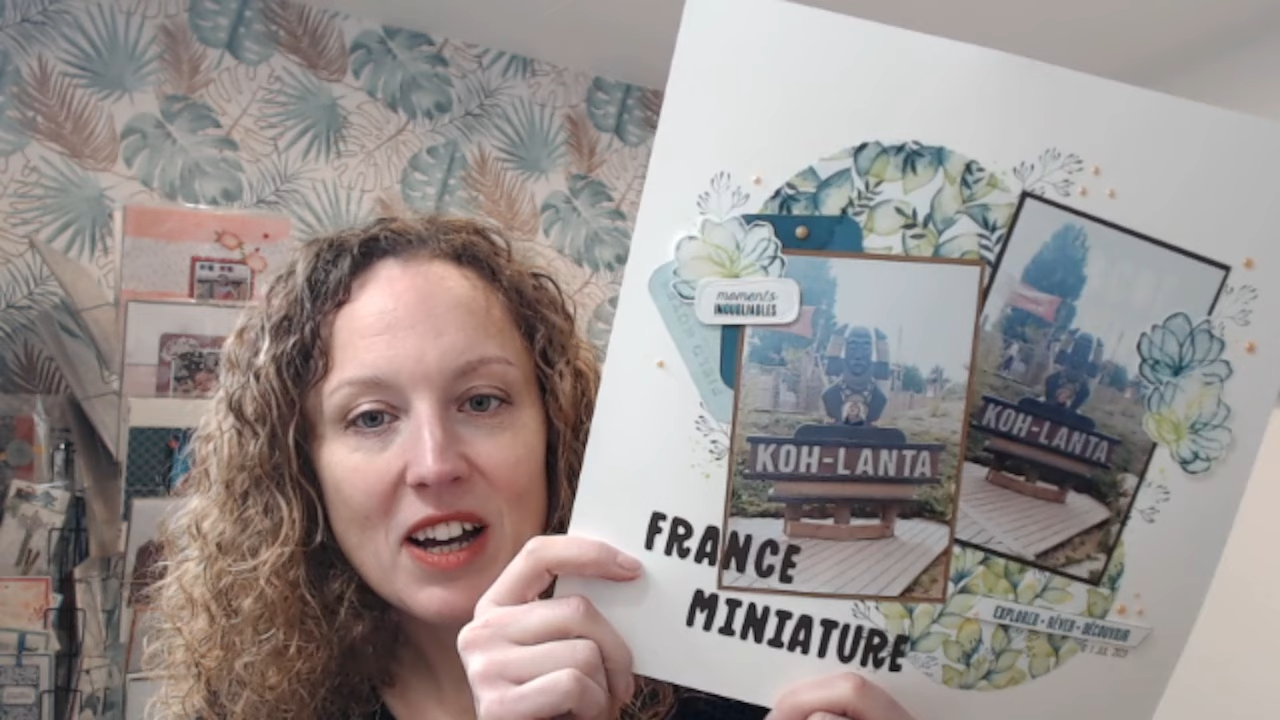 moments
INOUBLIABLES
KOH-LANTA
KOH-LANTA
FRANCE
MINIATURE
EXPLORER • RÊVER • DÉCOUVRIR